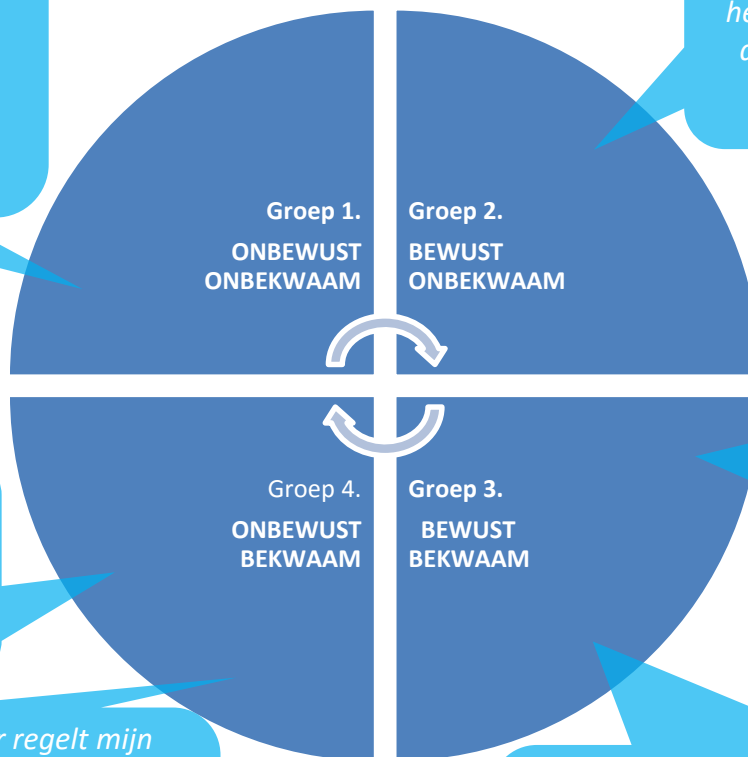 Groep 1.
ONBEWUST
ONBEKWAAM
Groep 2.
BEWUST
ONBEKWAAM
Groep 4.
ONBEWUST
BEKWAAM
Groep 3.
BEWUST
BEKWAAM
regelt mijn